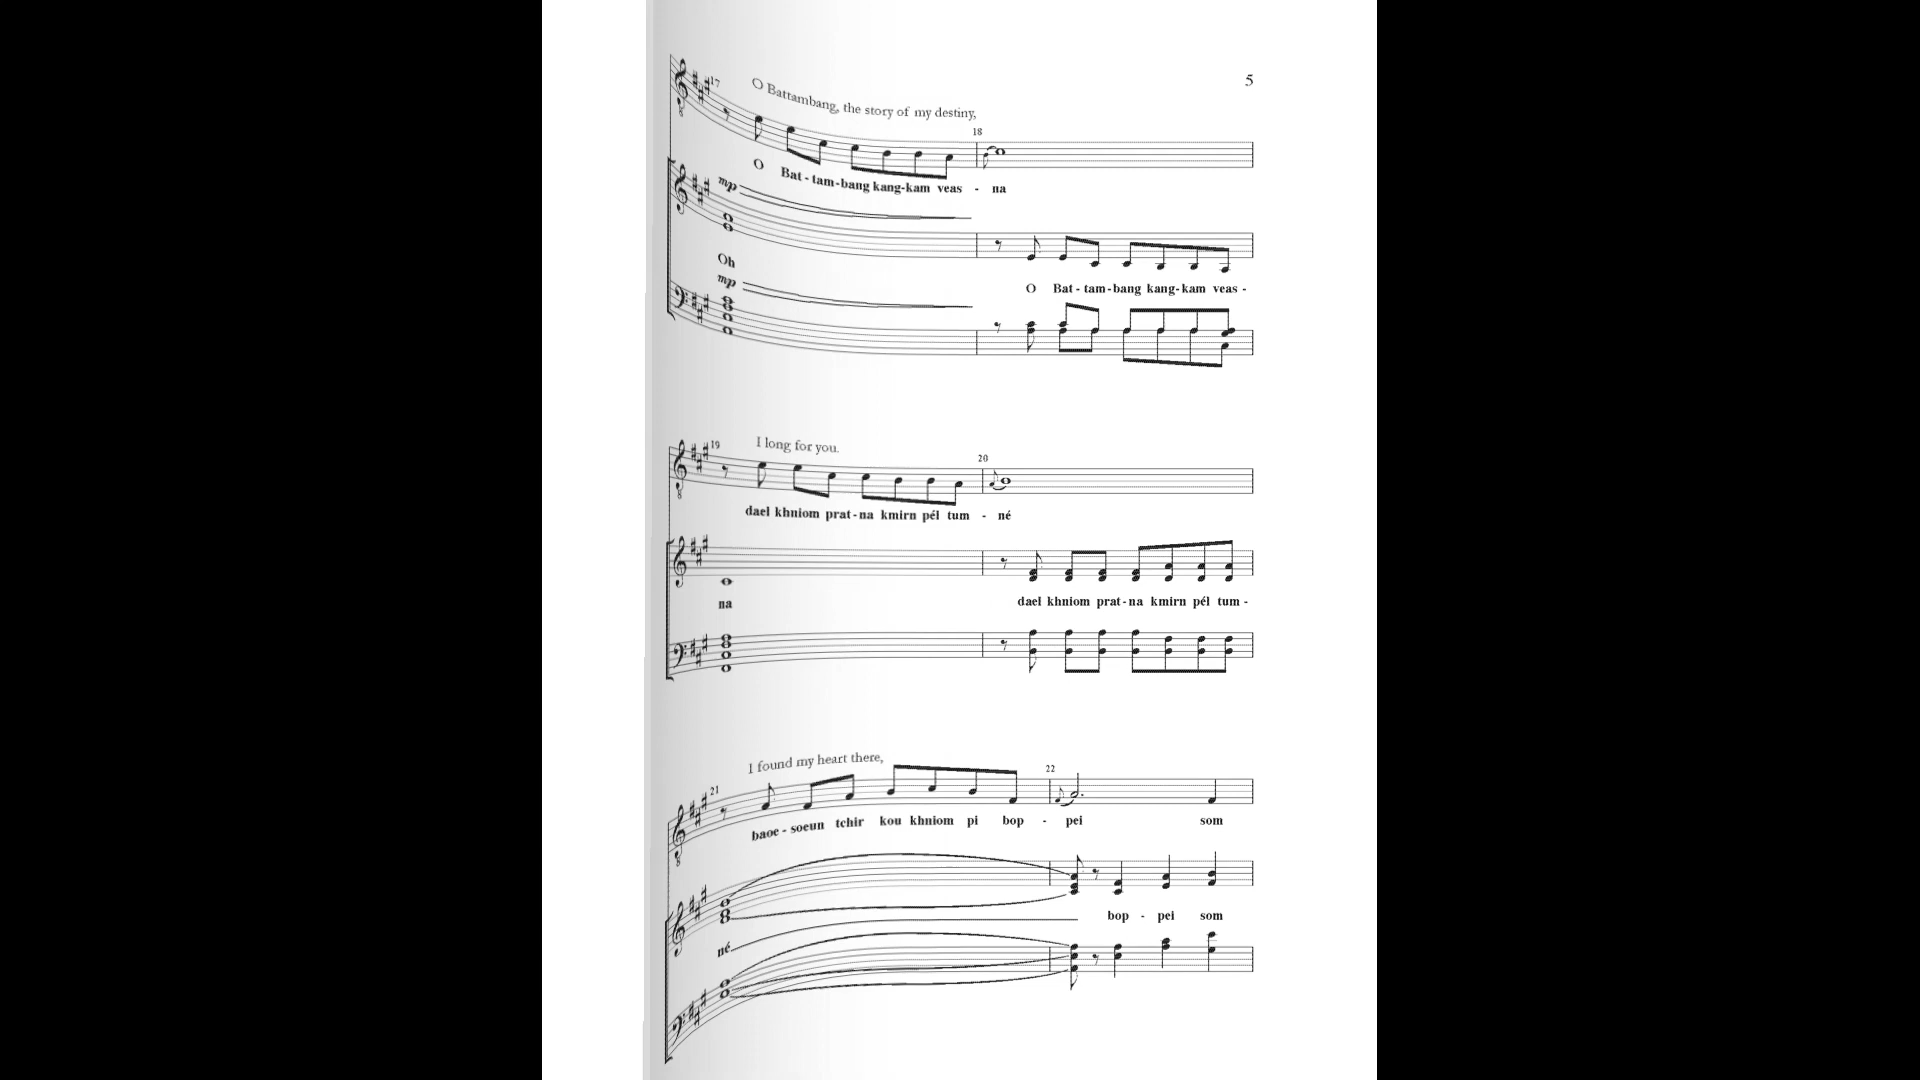 5
17
O Battambang, the story of my destiny,
18
O Bat - tam - bang kang - kam veas - na
mp
Oh
mp
O Bat - tam - bang kang - kam veas -
19
I long for you.
20
dael khniom prat - na kmirn pél tum - né
na
dael khniom prat - na kmirn pél tum -
21
I found my heart there,
22
baoe - soeun tchir kou khniom pi bop - pei som
né
bop - pei som